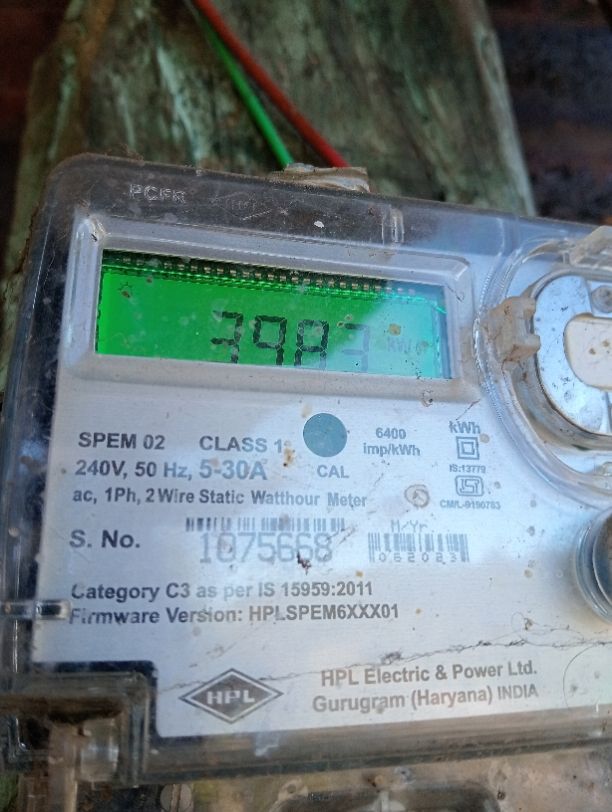 3983
SPEM 02 CLASS 1
6400
imp/kWh
kWh
240V, 50 Hz, 5-30A
CAL
IS:13779
ac, 1Ph, 2 Wire Static Watthour Meter
CM/L-9190783
S. No. 1075668
M/Yr
062023
Category C3 as per IS 15959:2011
Firmware Version: HPLSPEM6XXX01
HPL
HPL Electric & Power Ltd.
Gurugram (Haryana) INDIA